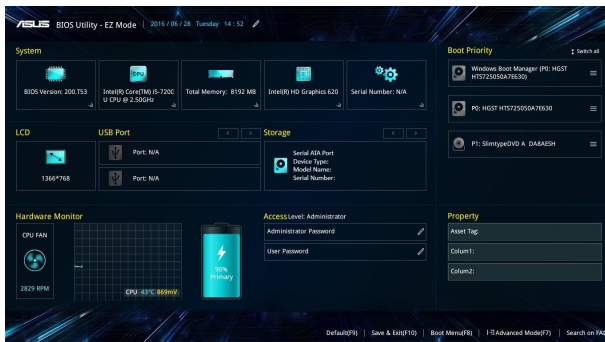 ASUS BIOS Utility - EZ Mode 2016 / 06 / 28 Tuesday 14 : 52
System
BIOS Version: 200.T53
Intel(R) Core(TM) i5-7200
U CPU @ 2.50GHz
Total Memory: 8192 MB
Intel(R) HD Graphics 620
Serial Number: N/A
Boot Priority
Switch all
Windows Boot Manager (P0: HGST
HTS725050A7E630)
P0: HGST HTS725050A7E630
P1: SlimtypeDVD A DA8AESH
LCD
1366*768
USB Port
Port: N/A
Port: N/A
Storage
Serial ATA Port
Device Type:
Model Name:
Serial Number:
Hardware Monitor
CPU FAN
2829 RPM
CPU 43°C 869mV
90%
Primary
Access Level: Administrator
Administrator Password
User Password
Property
Asset Tag:
Colum1:
Colum2:
Default(F9) Save & Exit(F10) Boot Menu(F8) Advanced Mode(F7) Search on FAQ